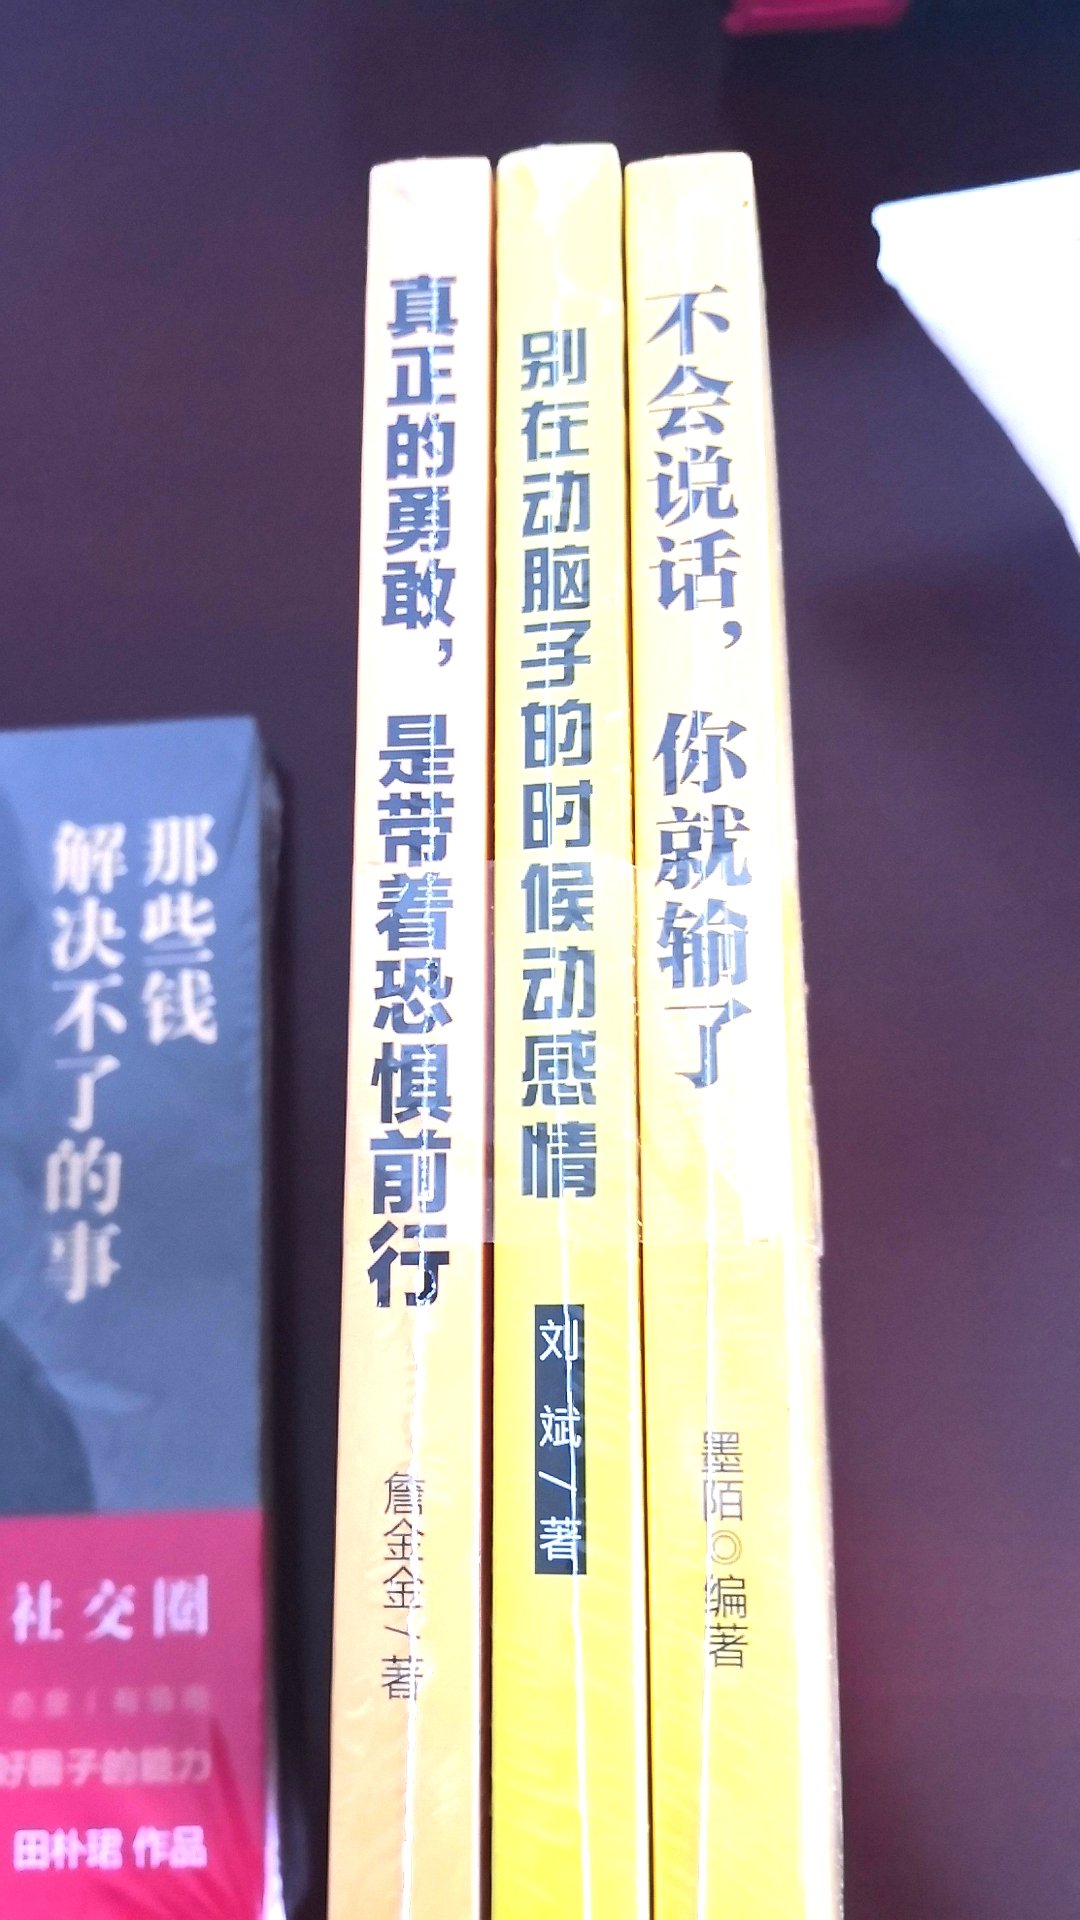 真正的勇敢，是带着恐惧前行
詹金金/著
别在动脑子的时候动感情
刘斌/著
不会说话，你就输了
墨陌◎编著
那些钱
解决不了的事
社交圈
好圈子的能力
田朴珺 作品